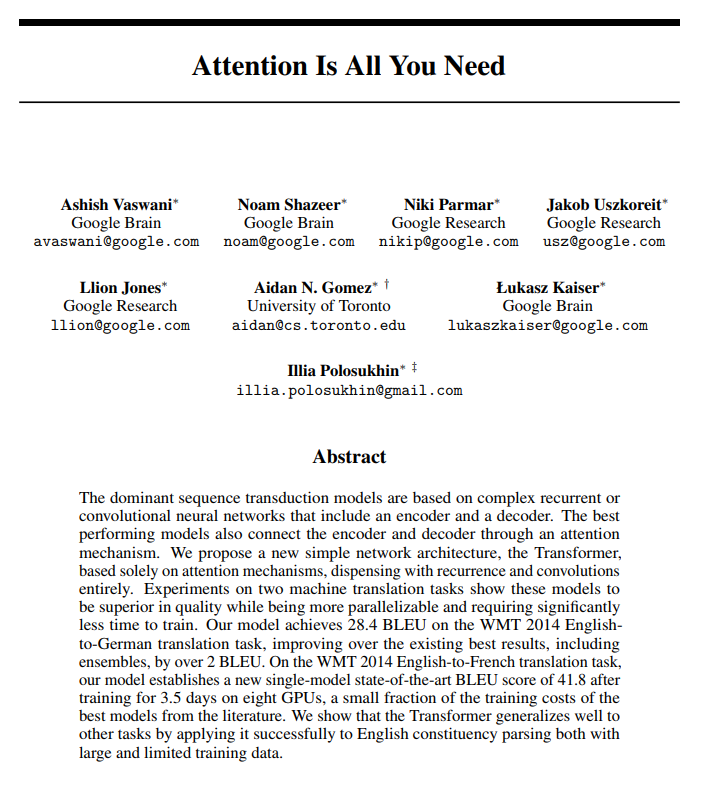 Attention Is All You Need
Ashish Vaswani*
Google Brain
avaswani@google.com
Noam Shazeer*
Google Brain
noam@google.com
Niki Parmar*
Google Research
nikip@google.com
Jakob Uszkoreit*
Google Research
usz@google.com
Llion Jones*
Google Research
llion@google.com
Aidan N. Gomez* †
University of Toronto
aidan@cs.toronto.edu
Łukasz Kaiser*
Google Brain
lukaszkaiser@google.com
Illia Polosukhin* ‡
illia.polosukhin@gmail.com
Abstract
The dominant sequence transduction models are based on complex recurrent or
convolutional neural networks that include an encoder and a decoder. The best
performing models also connect the encoder and decoder through an attention
mechanism. We propose a new simple network architecture, the Transformer,
based solely on attention mechanisms, dispensing with recurrence and convolutions
entirely. Experiments on two machine translation tasks show these models to
be superior in quality while being more parallelizable and requiring significantly
less time to train. Our model achieves 28.4 BLEU on the WMT 2014 English-
to-German translation task, improving over the existing best results, including
ensembles, by over 2 BLEU. On the WMT 2014 English-to-French translation task,
our model establishes a new single-model state-of-the-art BLEU score of 41.8 after
training for 3.5 days on eight GPUs, a small fraction of the training costs of the
best models from the literature. We show that the Transformer generalizes well to
other tasks by applying it successfully to English constituency parsing both with
large and limited training data.